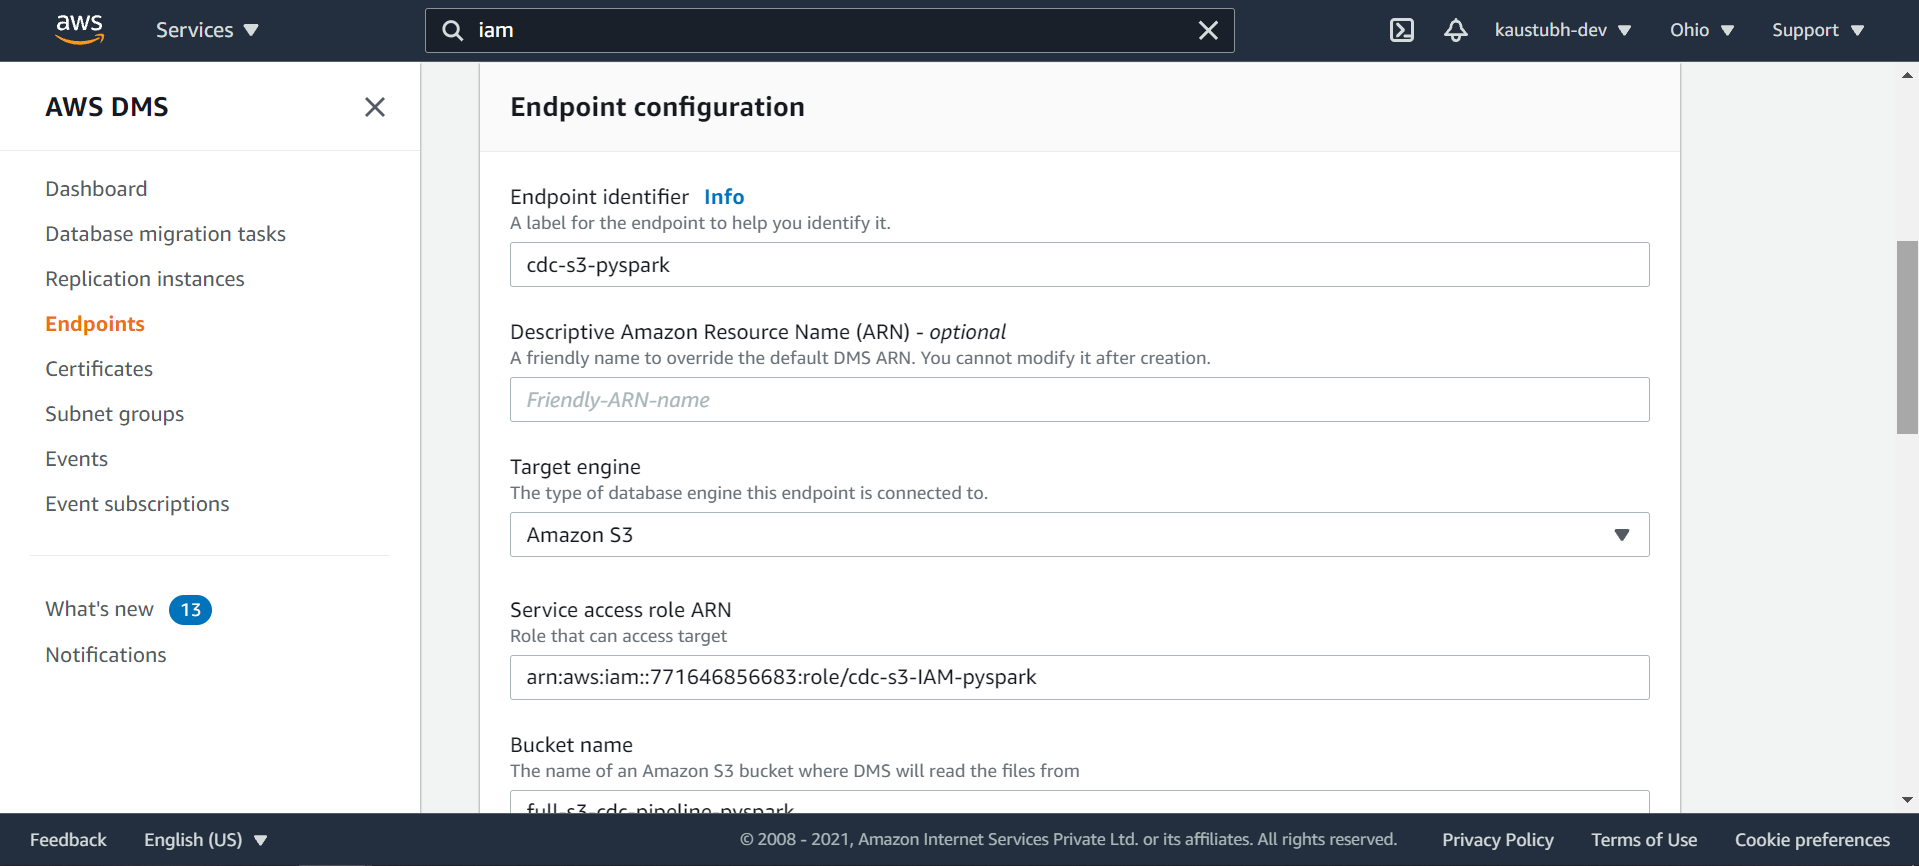 aws
Services
iam
kaustubh-dev
Ohio
Support
AWS DMS
Dashboard
Database migration tasks
Replication instances
Endpoints
Certificates
Subnet groups
Events
Event subscriptions
What's new 13
Notifications
Endpoint configuration
Endpoint identifier Info
A label for the endpoint to help you identify it.
cdc-s3-pyspark
Descriptive Amazon Resource Name (ARN) - optional
A friendly name to override the default DMS ARN. You cannot modify it after creation.
Friendly-ARN-name
Target engine
The type of database engine this endpoint is connected to.
Amazon S3
Service access role ARN
Role that can access target
arn:aws:iam::771646856683:role/cdc-s3-IAM-pyspark
Bucket name
The name of an Amazon S3 bucket where DMS will read the files from
full-s3-cdc-pipeline-pyspark
Feedback
English (US)
© 2008 - 2021, Amazon Internet Services Private Ltd. or its affiliates. All rights reserved.
Privacy Policy
Terms of Use
Cookie preferences